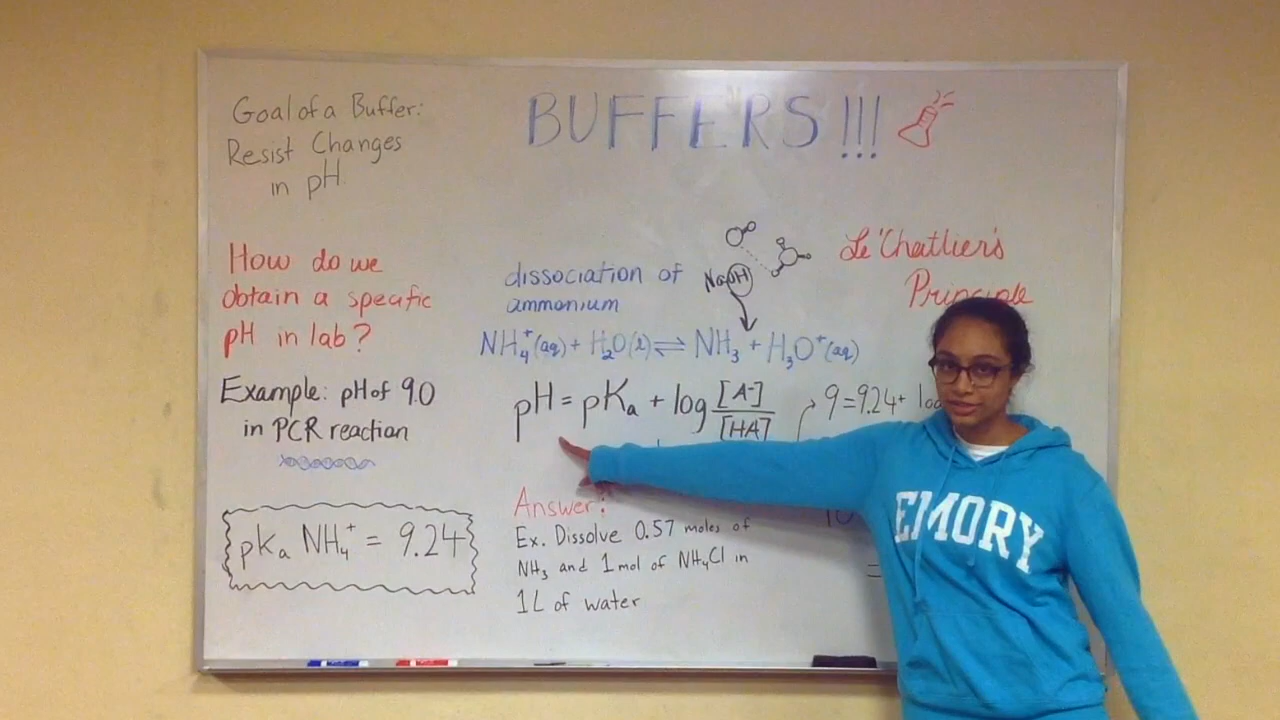 BUFFERS!!!
Goal of a Buffer:
Resist Changes
in pH.
How do we
obtain a specific
pH in lab?
Example: pH of 9.0
in PCR reaction
pKa NH₄⁺ = 9.24
dissociation of
ammonium
NaOH
NH₄⁺(aq) + H₂O(l) ⇌ NH₃ + H₃O⁺(aq)
pH = pKa + log [A-]/[HA]
Answer:
Ex. Dissolve 0.57 moles of
NH₃ and 1 mol of NH₄Cl in
1L of water
Le'Chatlier's
Principle
9=9.24+
10
=
EMORY